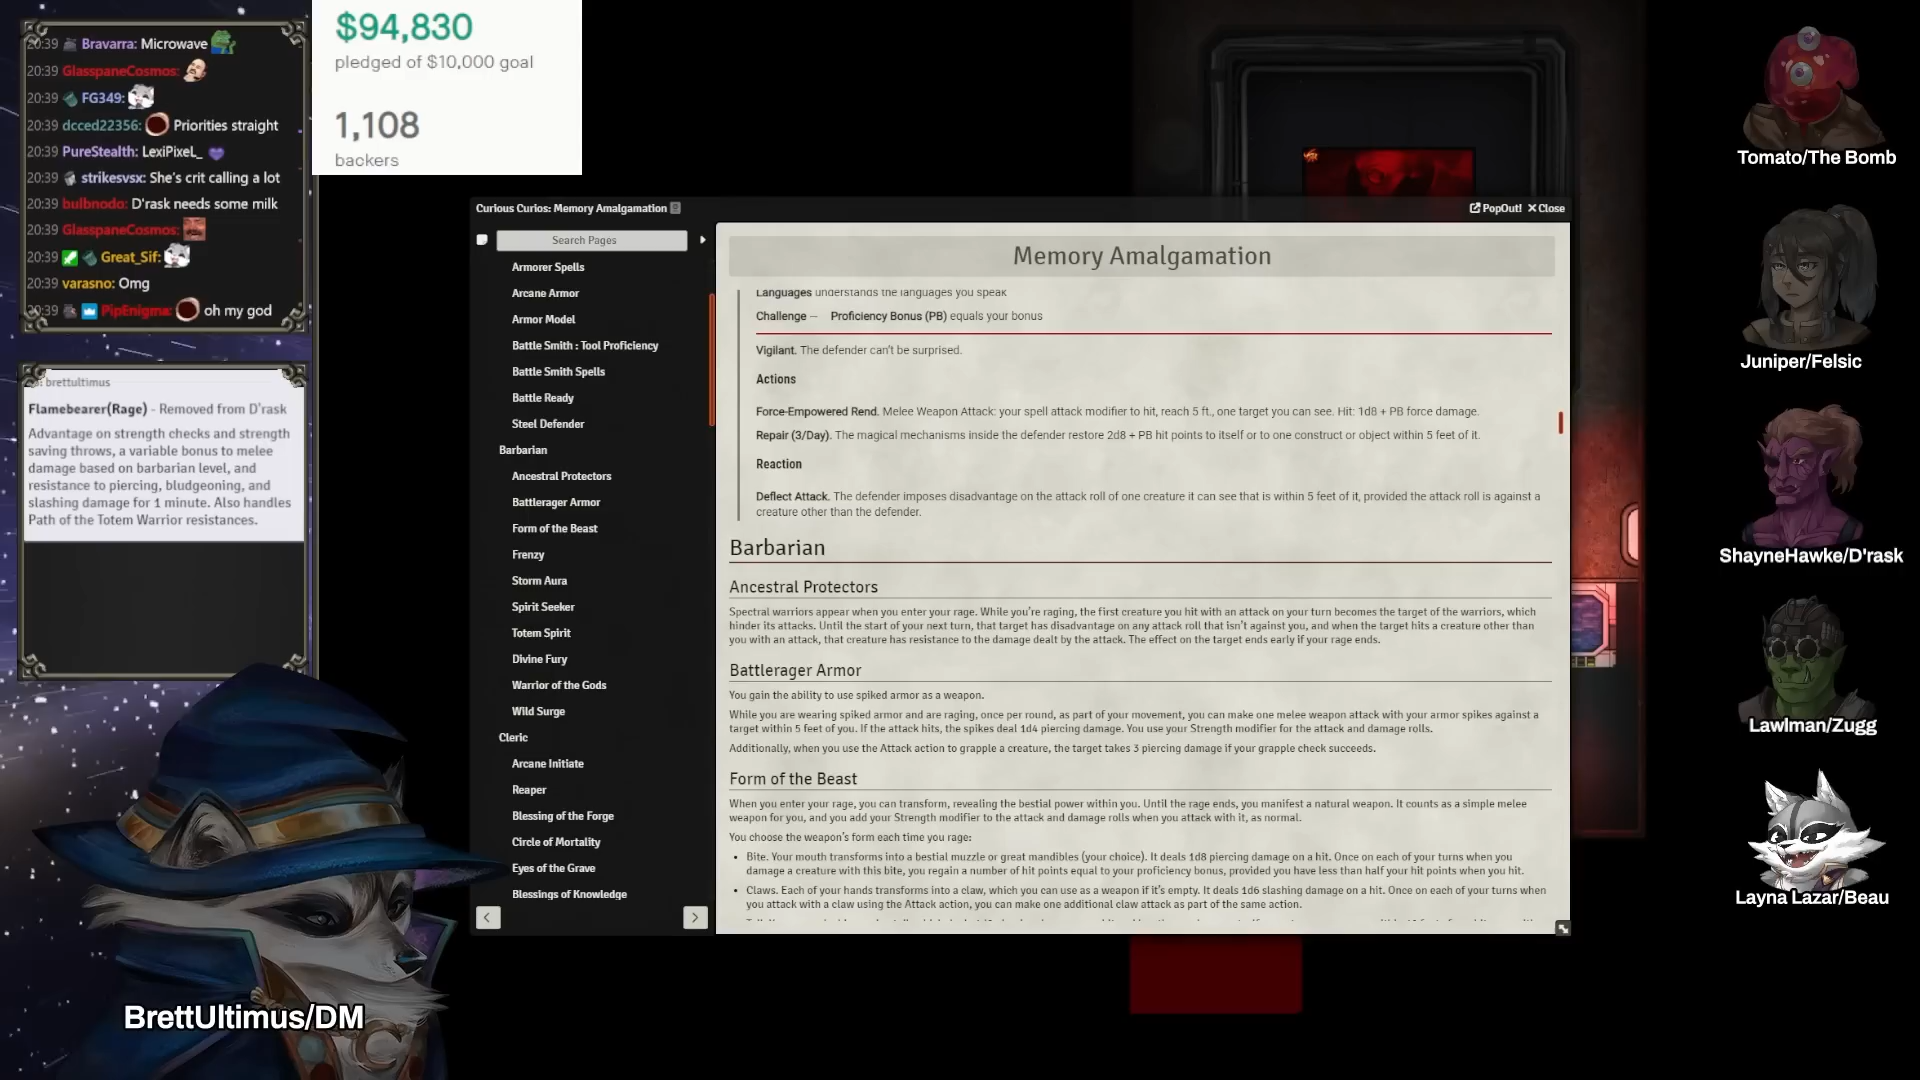 20:39 Bravarra: Microwave
20:39 GlasspaneCosmos:
20:39 FG349:
20:39 dcced22356: Priorities straight
20:39 PureStealth: LexiPixeL_
20:39 strikesvsx: She's crit calling a lot
20:39 bulbnodo: D'rask needs some milk
20:39 GlasspaneCosmos:
20:39 Great_Sif:
20:39 varasno: Omg
20:39 PipEnigma: oh my god
$94,830
pledged of $10,000 goal
1,108
backers
brettultimus
Flamebearer(Rage) - Removed from D'rask
Advantage on strength checks and strength
saving throws, a variable bonus to melee
damage based on barbarian level, and
resistance to piercing, bludgeoning, and
slashing damage for 1 minute. Also handles
Path of the Totem Warrior resistances.
BrettUltimus/DM
Curious Curios: Memory Amalgamation
PopOut! Close
Search Pages
Armorer Spells
Arcane Armor
Armor Model
Battle Smith : Tool Proficiency
Battle Smith Spells
Battle Ready
Steel Defender
Barbarian
Ancestral Protectors
Battlerager Armor
Form of the Beast
Frenzy
Storm Aura
Spirit Seeker
Totem Spirit
Divine Fury
Warrior of the Gods
Wild Surge
Cleric
Arcane Initiate
Reaper
Blessing of the Forge
Circle of Mortality
Eyes of the Grave
Blessings of Knowledge
Memory Amalgamation
Languages understands the languages you speak
Challenge — Proficiency Bonus (PB) equals your bonus
Vigilant. The defender can't be surprised.
Actions
Force-Empowered Rend. Melee Weapon Attack: your spell attack modifier to hit, reach 5 ft., one target you can see. Hit: 1d8 + PB force damage.
Repair (3/Day). The magical mechanisms inside the defender restore 2d8 + PB hit points to itself or to one construct or object within 5 feet of it.
Reaction
Deflect Attack. The defender imposes disadvantage on the attack roll of one creature it can see that is within 5 feet of it, provided the attack roll is against a
creature other than the defender.
Barbarian
Ancestral Protectors
Spectral warriors appear when you enter your rage. While you're raging, the first creature you hit with an attack on your turn becomes the target of the warriors, which
hinder its attacks. Until the start of your next turn, that target has disadvantage on any attack roll that isn't against you, and when the target hits a creature other than
you with an attack, that creature has resistance to the damage dealt by the attack. The effect on the target ends early if your rage ends.
Battlerager Armor
You gain the ability to use spiked armor as a weapon.
While you are wearing spiked armor and are raging, once per round, as part of your movement, you can make one melee weapon attack with your armor spikes against a
target within 5 feet of you. If the attack hits, the spikes deal 1d4 piercing damage. You use your Strength modifier for the attack and damage rolls.
Additionally, when you use the Attack action to grapple a creature, the target takes 3 piercing damage if your grapple check succeeds.
Form of the Beast
When you enter your rage, you can transform, revealing the bestial power within you. Until the rage ends, you manifest a natural weapon. It counts as a simple melee
weapon for you, and you add your Strength modifier to the attack and damage rolls when you attack with it, as normal.
You choose the weapon's form each time you rage:
• Bite. Your mouth transforms into a bestial muzzle or great mandibles (your choice). It deals 1d8 piercing damage on a hit. Once on each of your turns when you
damage a creature with this bite, you regain a number of hit points equal to your proficiency bonus, provided you have less than half your hit points when you hit.
• Claws. Each of your hands transforms into a claw, which you can use as a weapon if it's empty. It deals 1d6 slashing damage on a hit. Once on each of your turns when
you attack with a claw using the Attack action, you can make one additional claw attack as part of the same action.
Tomato/The Bomb
Juniper/Felsic
ShayneHawke/D'rask
Lawlman/Zugg
Layna Lazar/Beau